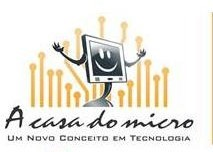 A casa do micro
UM NOVO CONCEITO EM TECNOLOGIA